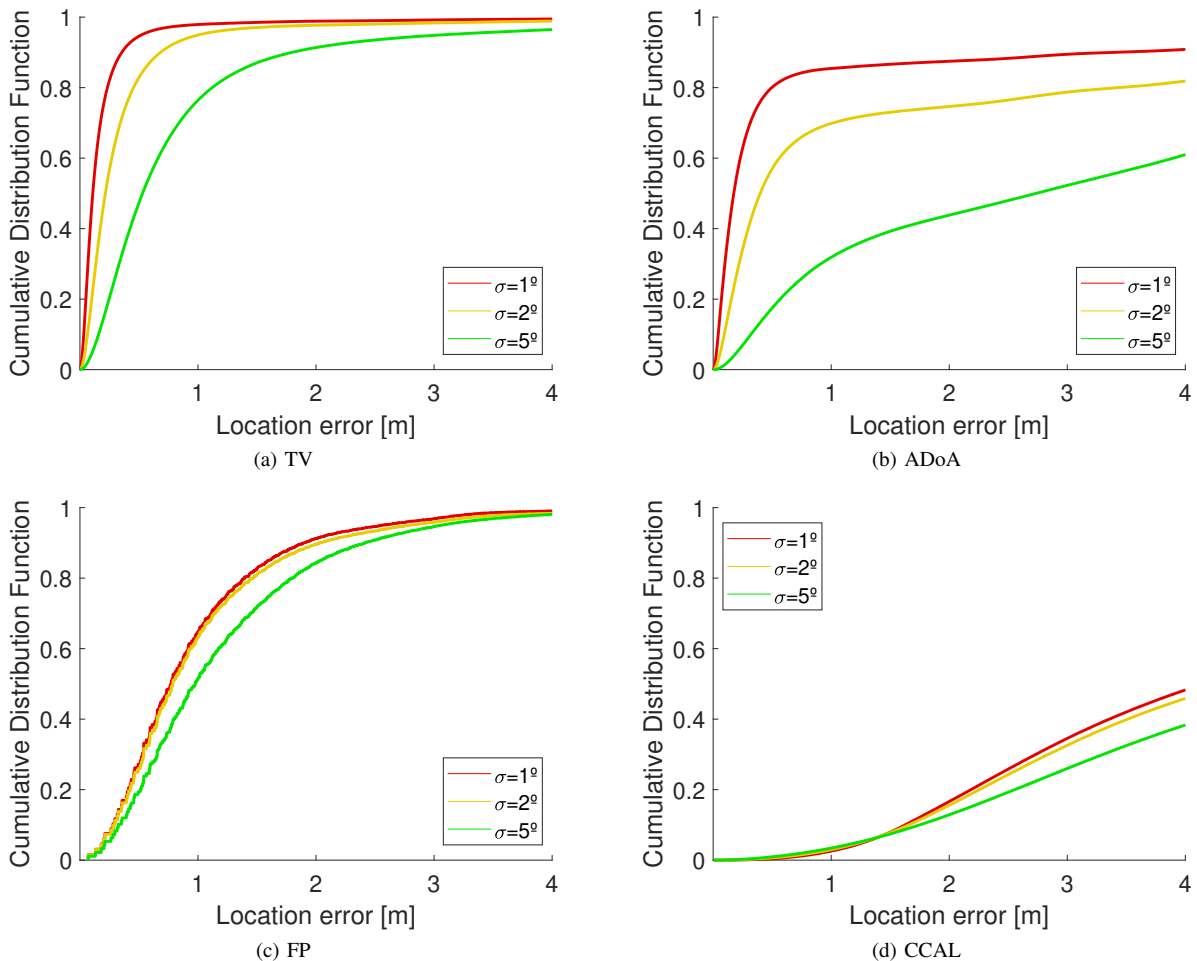 Cumulative Distribution Function
1
0.8
0.6
0.4
0.2
0
1
2
3
4
σ=1º
σ=2º
σ=5º
Location error [m]
(a) TV
Cumulative Distribution Function
1
0.8
0.6
0.4
0.2
0
1
2
3
4
σ=1º
σ=2º
σ=5º
Location error [m]
(b) ADoA
Cumulative Distribution Function
1
0.8
0.6
0.4
0.2
0
1
2
3
4
σ=1º
σ=2º
σ=5º
Location error [m]
(c) FP
Cumulative Distribution Function
1
0.8
0.6
0.4
0.2
0
1
2
3
4
σ=1º
σ=2º
σ=5º
Location error [m]
(d) CCAL